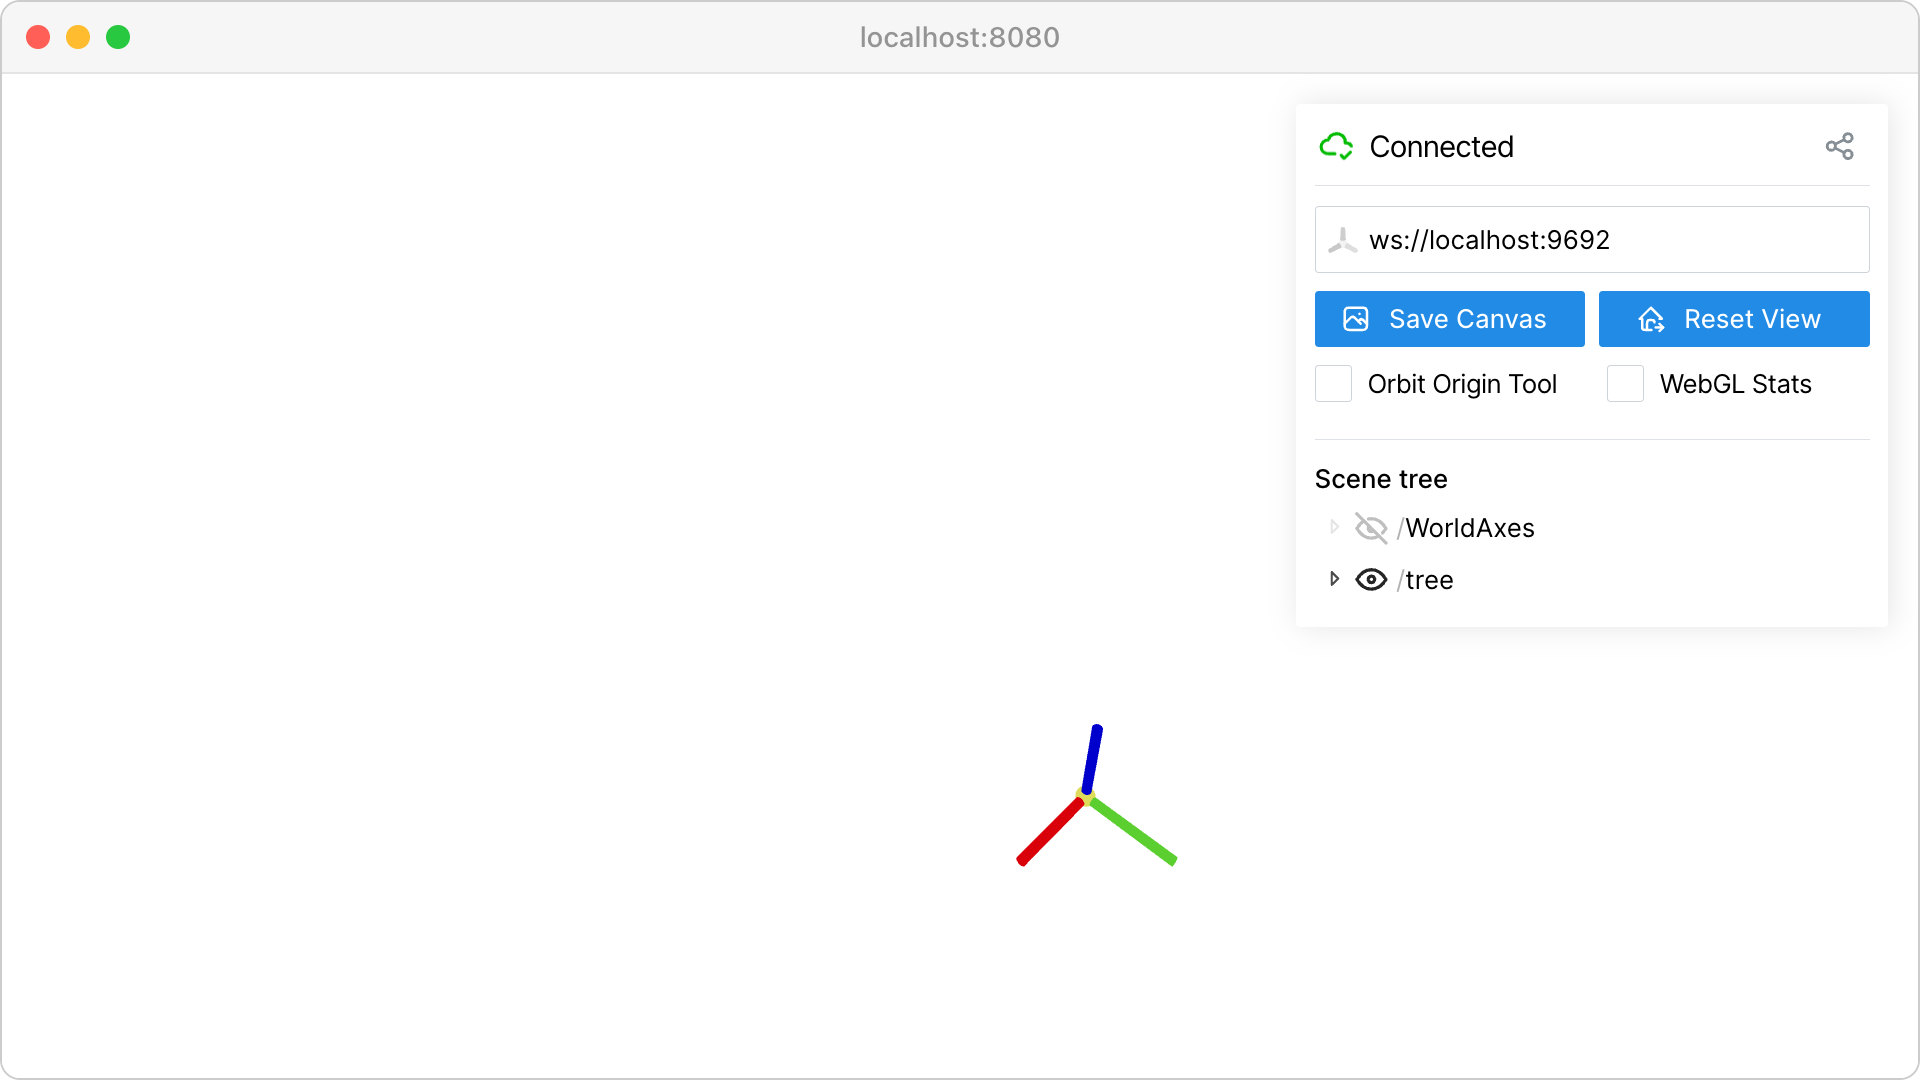 localhost:8080
Connected
ws://localhost:9692
Save Canvas
Reset View
Orbit Origin Tool
WebGL Stats
Scene tree
/WorldAxes
/tree